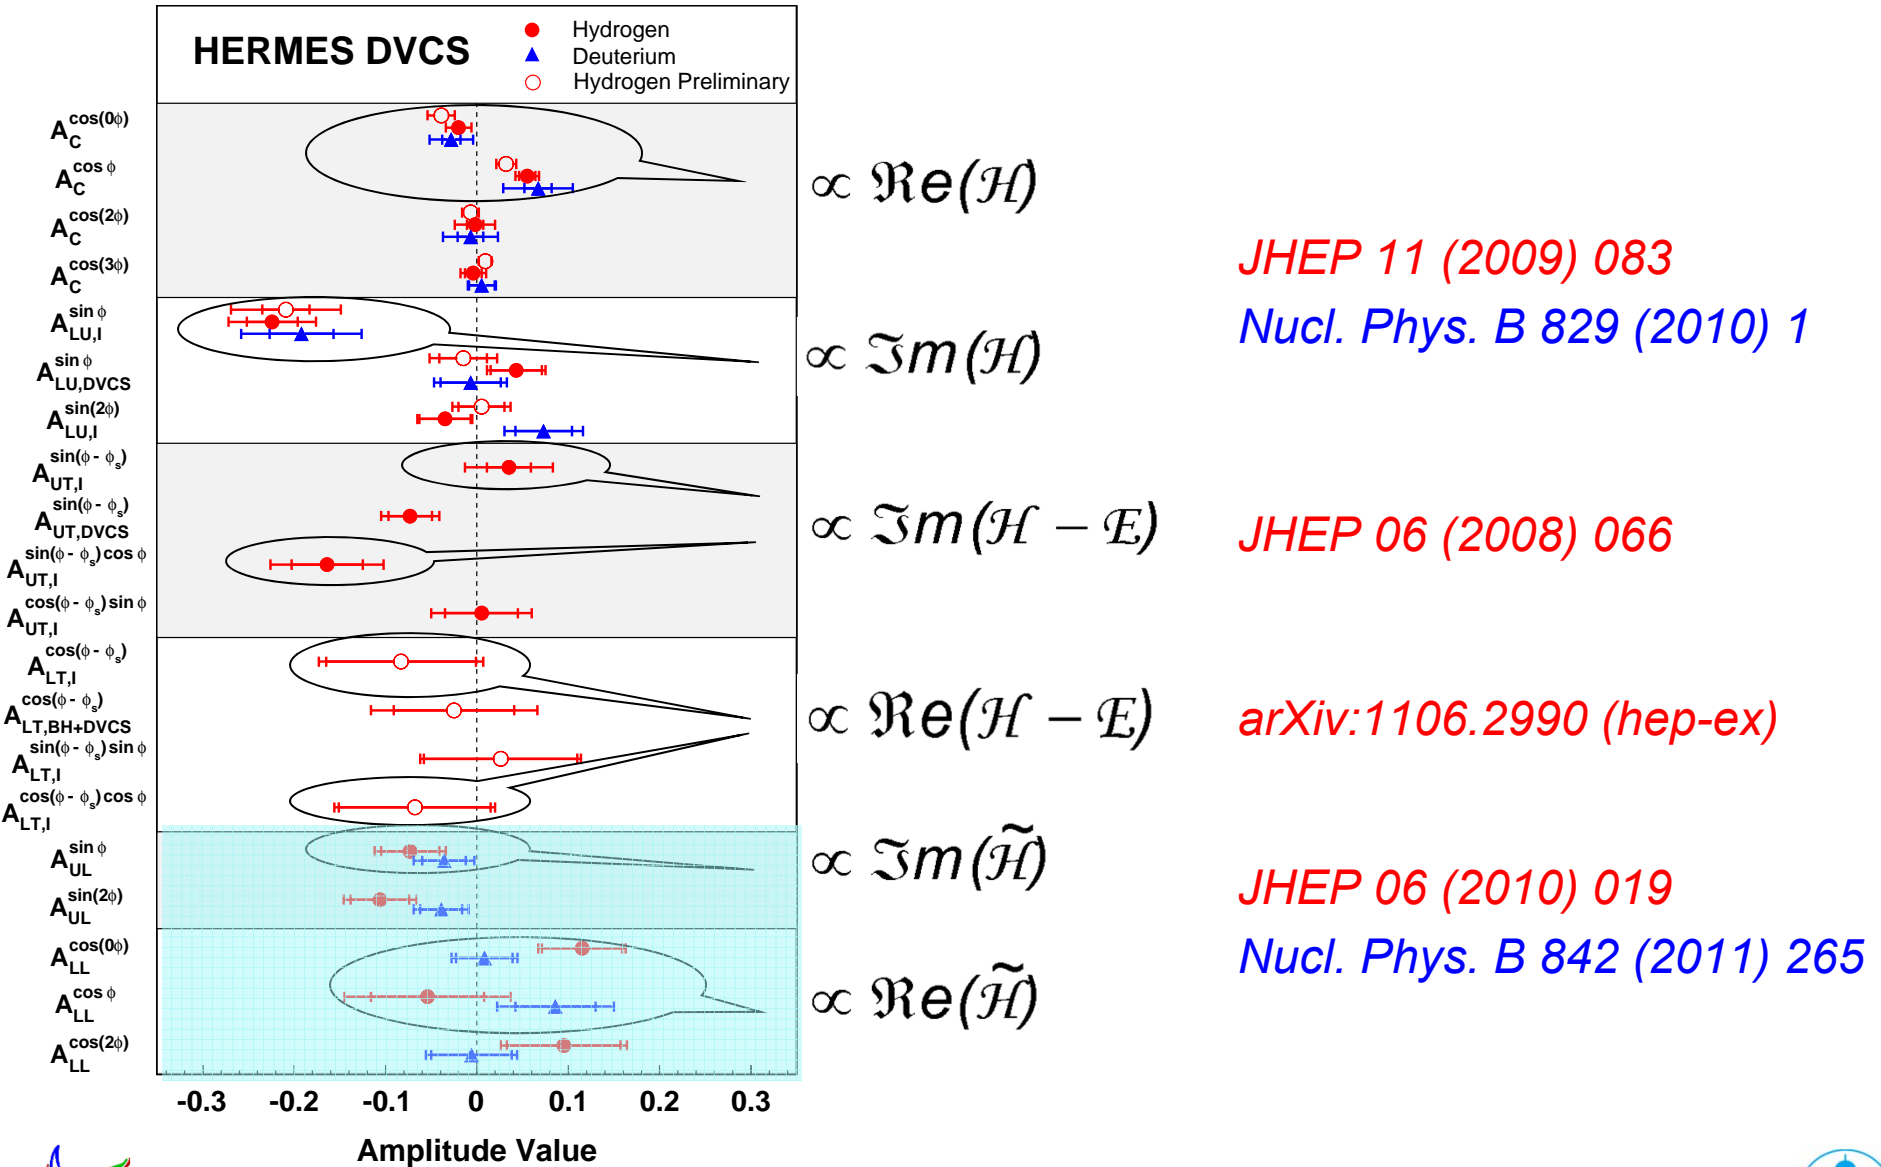 HERMES DVCS
Hydrogen
Deuterium
Hydrogen Preliminary
A_C^cos(0ϕ)
A_C^cos ϕ
∝ ℜe(ℋ)
A_C^cos(2ϕ)
A_C^cos(3ϕ)
JHEP 11 (2009) 083
Nucl. Phys. B 829 (2010) 1
A_LU,I^sin ϕ
∝ ℑm(ℋ)
A_LU,DVCS^sin ϕ
A_LU,I^sin(2ϕ)
A_UT,I^sin(ϕ - ϕ_s)
A_UT,DVCS^sin(ϕ - ϕ_s)
∝ ℑm(ℋ − ℰ)
JHEP 06 (2008) 066
A_UT,I^sin(ϕ - ϕ_s) cos ϕ
A_UT,I^cos(ϕ - ϕ_s) sin ϕ
A_LT,I^cos(ϕ - ϕ_s)
A_LT,BH+DVCS^cos(ϕ - ϕ_s)
∝ ℜe(ℋ − ℰ)
arXiv:1106.2990 (hep-ex)
A_LT,I^sin(ϕ - ϕ_s) sin ϕ
A_LT,I^cos(ϕ - ϕ_s) cos ϕ
A_UL^sin ϕ
∝ ℑm(ℋ̃)
A_UL^sin(2ϕ)
JHEP 06 (2010) 019
Nucl. Phys. B 842 (2011) 265
A_LL^cos(0ϕ)
A_LL^cos ϕ
∝ ℜe(ℋ̃)
A_LL^cos(2ϕ)
-0.3 -0.2 -0.1 0 0.1 0.2 0.3
Amplitude Value